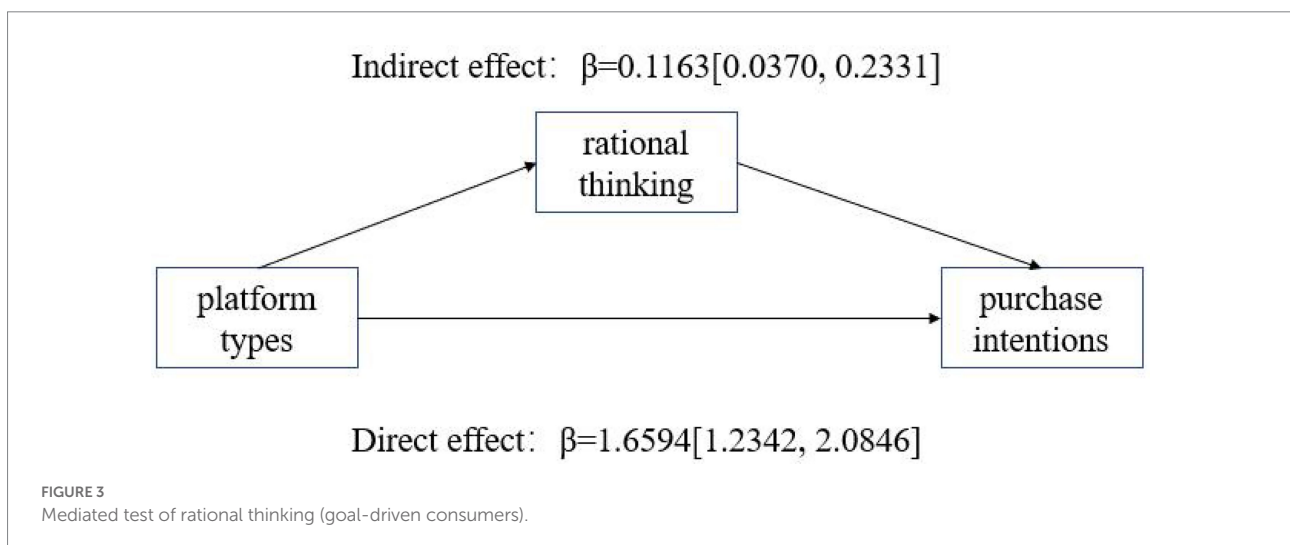 Indirect effect： β=0.1163[0.0370, 0.2331]
rational
thinking
platform
types
purchase
intentions
Direct effect： β=1.6594[1.2342, 2.0846]
FIGURE 3
Mediated test of rational thinking (goal-driven consumers).